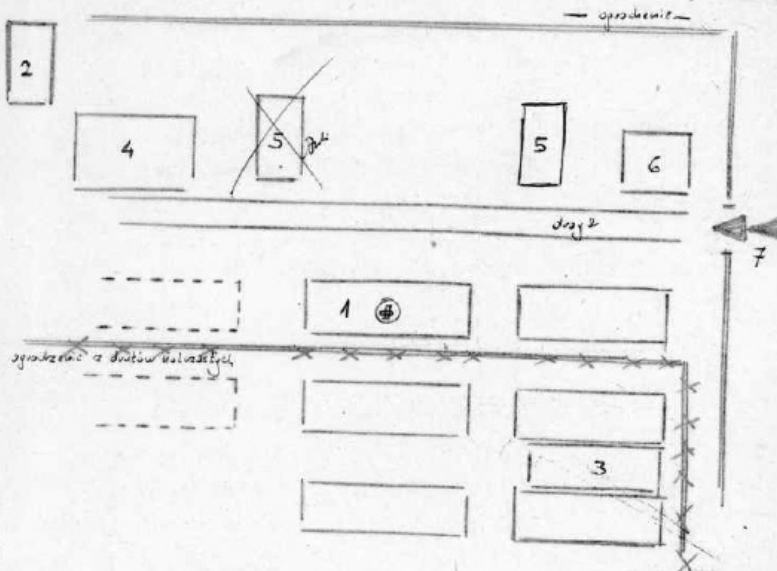 — ogrodzenie —
2
4
5
5
6
droga
7
1 #
ogrodzenie z drutów kolczastych
3